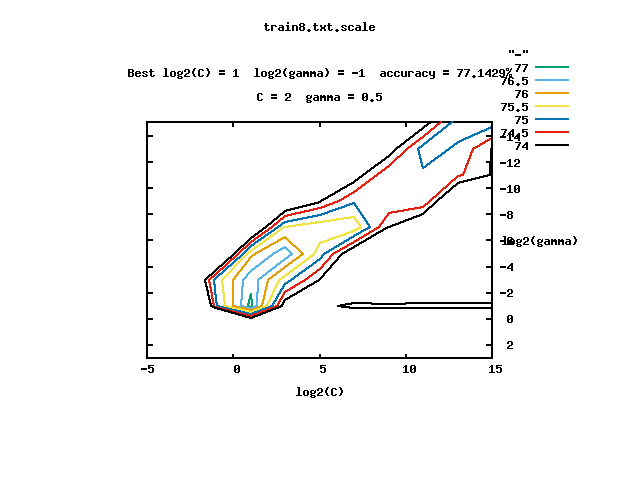 train8.txt.scale
"-"
Best log2(C) = 1 log2(gamma) = -1 accuracy = 77.1429%
77
76.5
C = 2 gamma = 0.5
76
75.5
75
74.5
74
-14
-12
-10
-8
-6
log2(gamma)
-4
-2
0
2
-5 0 5 10 15
log2(C)